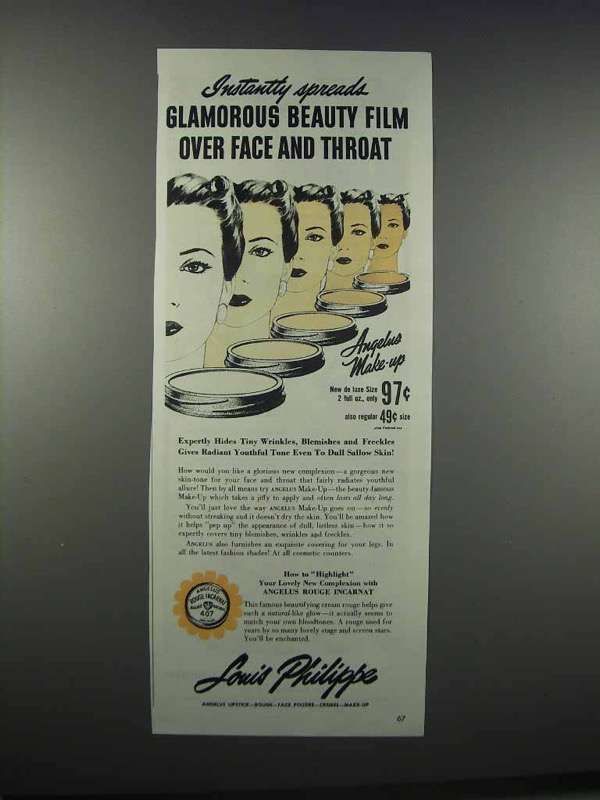 Instantly spreads
GLAMOROUS BEAUTY FILM
OVER FACE AND THROAT
Angelus
Make-up
New de luxe Size
2 full oz., only 97¢
also regular 49¢ size
Expertly Hides Tiny Wrinkles, Blemishes and Freckles
Gives Radiant Youthful Tone Even To Dull Sallow Skin!
How would you like a glorious new complexion—a gorgeous new
skin-tone for your face and throat that fairly radiates youthful
allure? Then by all means try ANGELUS Make-Up—the beauty-famous
Make-Up which takes a jiffy to apply and often lasts all day long.
You'll just love the way ANGELUS Make-Up goes on—so evenly
without streaking and it doesn't dry the skin. You'll be amazed how
it helps "pep up" the appearance of dull, listless skin—how it so
expertly covers tiny blemishes, wrinkles and freckles.
ANGELUS also furnishes an exquisite covering for your legs. In
all the latest fashion shades! At all cosmetic counters.
How to "Highlight"
Your Lovely New Complexion with
ANGELUS ROUGE INCARNAT
This famous beautifying cream rouge helps give
such a natural-like glow—it actually seems to
match your own bloodtones. A rouge used for
years by so many lovely stage and screen stars.
You'll be enchanted.
ANGELUS
ROUGE INCARNAT
407
Louis Philippe
ANGELUS LIPSTICK—ROUGE—FACE POWDER—CREMES—MAKE-UP
67